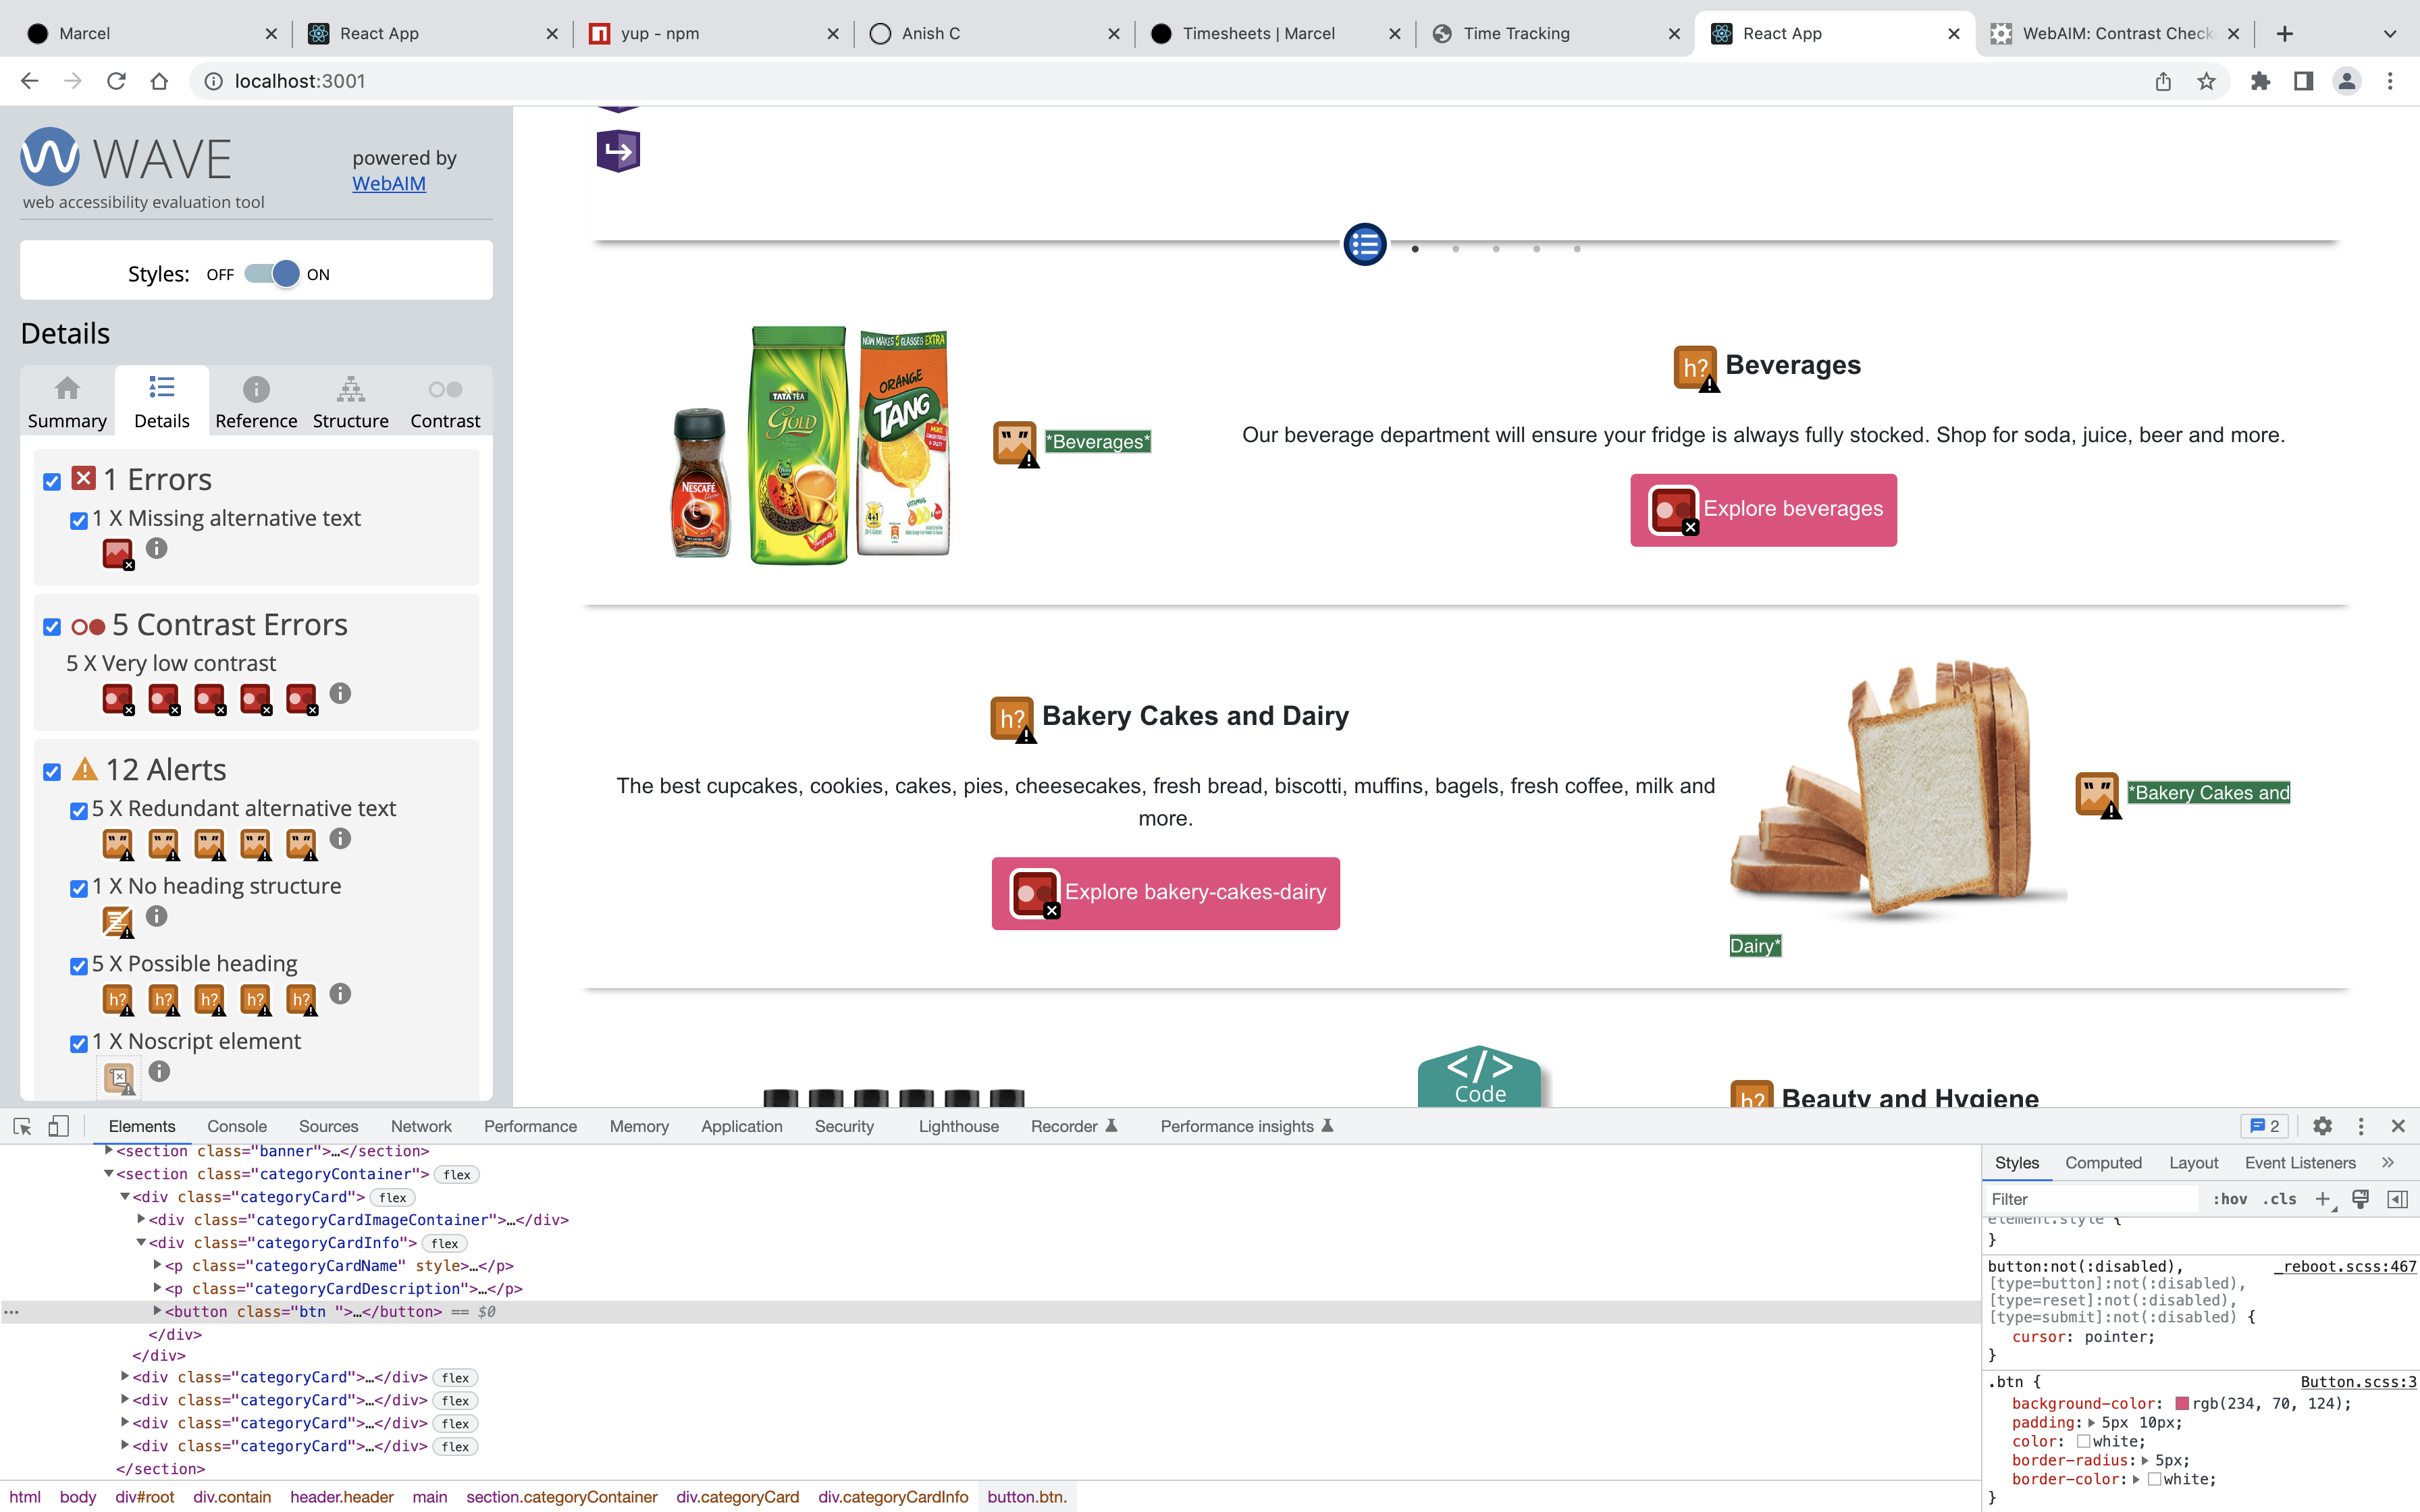 Marcel
React App
yup - npm
Anish C
Timesheets | Marcel
Time Tracking
React App
WebAIM: Contrast Check
localhost:3001
WAVE
powered by
WebAIM
web accessibility evaluation tool
Styles: OFF ON
Details
Summary Details Reference Structure Contrast
1 Errors
1 X Missing alternative text
5 Contrast Errors
5 X Very low contrast
12 Alerts
5 X Redundant alternative text
1 X No heading structure
5 X Possible heading
h? h? h? h? h?
1 X Noscript element
NOW MAKES 5 GLASSES EXTRA
ORANGE
TANG
TATA TEA
GOLD
NESCAFÉ
*Beverages*
h? Beverages
Our beverage department will ensure your fridge is always fully stocked. Shop for soda, juice, beer and more.
Explore beverages
h? Bakery Cakes and Dairy
The best cupcakes, cookies, cakes, pies, cheesecakes, fresh bread, biscotti, muffins, bagels, fresh coffee, milk and
more.
Explore bakery-cakes-dairy
*Bakery Cakes and
Dairy*
</>
Code
h? Beauty and Hygiene
Elements Console Sources Network Performance Memory Application Security Lighthouse Recorder Performance insights 2
<section class="banner">…</section>
<section class="categoryContainer"> flex
<div class="categoryCard"> flex
<div class="categoryCardImageContainer">…</div>
<div class="categoryCardInfo"> flex
<p class="categoryCardName" style>…</p>
<p class="categoryCardDescription">…</p>
<button class="btn ">…</button> == $0
</div>
</div>
<div class="categoryCard">…</div> flex
<div class="categoryCard">…</div> flex
<div class="categoryCard">…</div> flex
<div class="categoryCard">…</div> flex
</section>
html body div#root div.contain header.header main section.categoryContainer div.categoryCard div.categoryCardInfo button.btn.
Styles Computed Layout Event Listeners
Filter :hov .cls
element.style {
}
button:not(:disabled), _reboot.scss:467
[type=button]:not(:disabled),
[type=reset]:not(:disabled),
[type=submit]:not(:disabled) {
cursor: pointer;
}
.btn { Button.scss:3
background-color: rgb(234, 70, 124);
padding: 5px 10px;
color: white;
border-radius: 5px;
border-color: white;
}